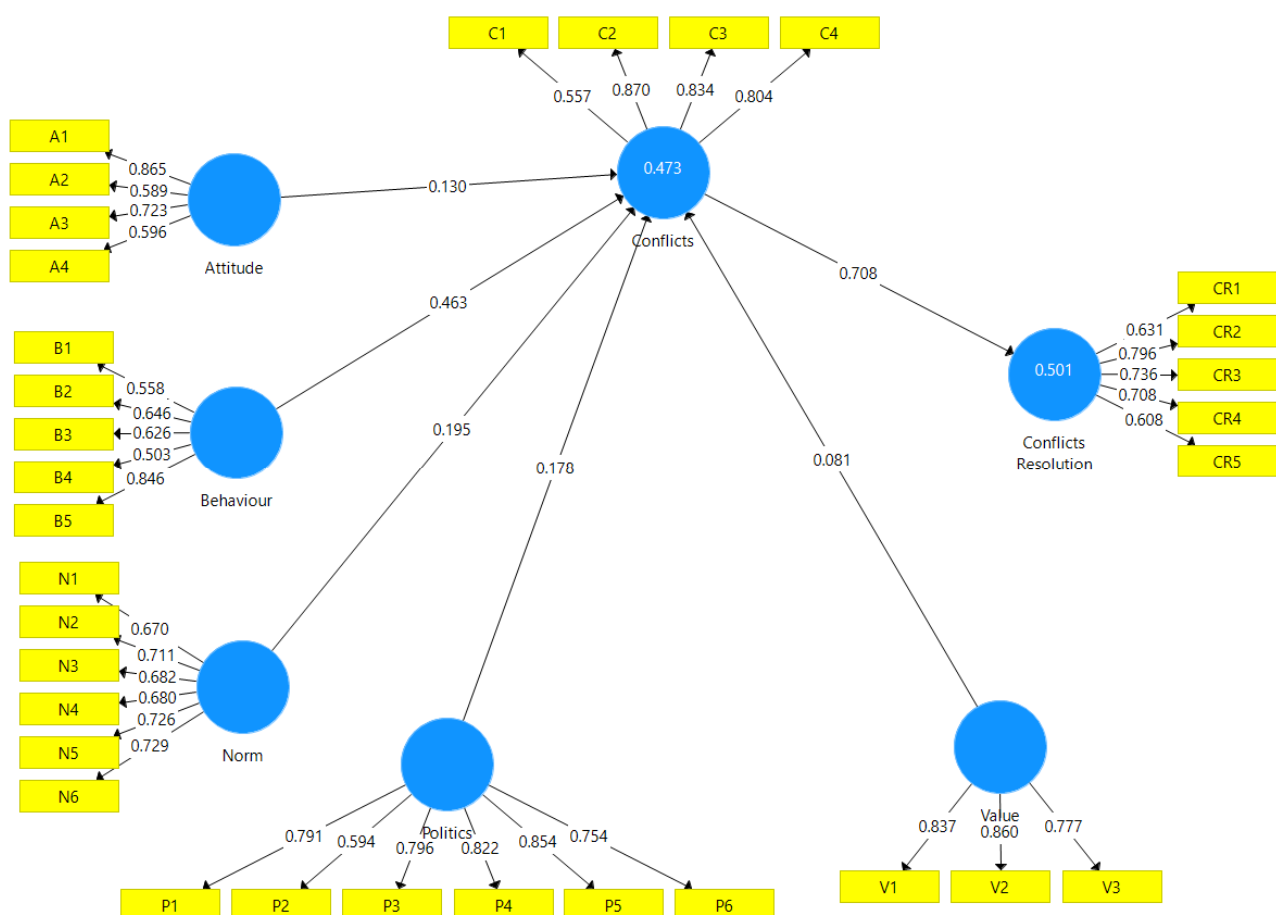 C1
C2
C3
C4
0.557
0.870
0.834
0.804
A1
A2
A3
A4
0.865
0.589
0.723
0.596
Attitude
0.130
0.473
Conflicts
0.463
0.195
0.178
0.081
0.708
B1
B2
B3
B4
B5
0.558
0.646
0.626
0.503
0.846
Behaviour
0.501
Conflicts
Resolution
CR1
CR2
CR3
CR4
CR5
0.631
0.796
0.736
0.708
0.608
N1
N2
N3
N4
N5
N6
0.670
0.711
0.682
0.680
0.726
0.729
Norm
Politics
0.791
0.594
0.796
0.822
0.854
0.754
P1
P2
P3
P4
P5
P6
Value
0.837
0.860
0.777
V1
V2
V3